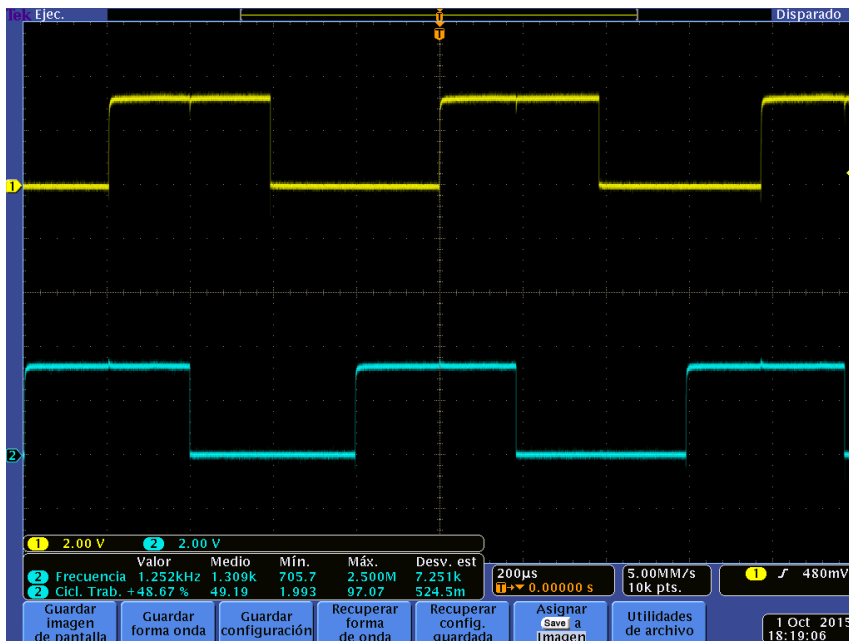 Tek Ejec. Disparado
T
T
1
2
1 2.00 V 2 2.00 V
Valor Medio Mín. Máx. Desv. est
2 Frecuencia 1.252kHz 1.309k 705.7 2.500M 7.251k
2 Cicl. Trab. +48.67 % 49.19 1.993 97.07 524.5m
200µs
T→▼ 0.00000 s
5.00MM/s
10k pts.
1 ƒ 480mV
Guardar
imagen
de pantalla
Guardar
forma onda
Guardar
configuración
Recuperar
forma
de onda
Recuperar
config.
guardada
Asignar
Save a
Imagen
Utilidades
de archivo
1 Oct 2015
18:19:06